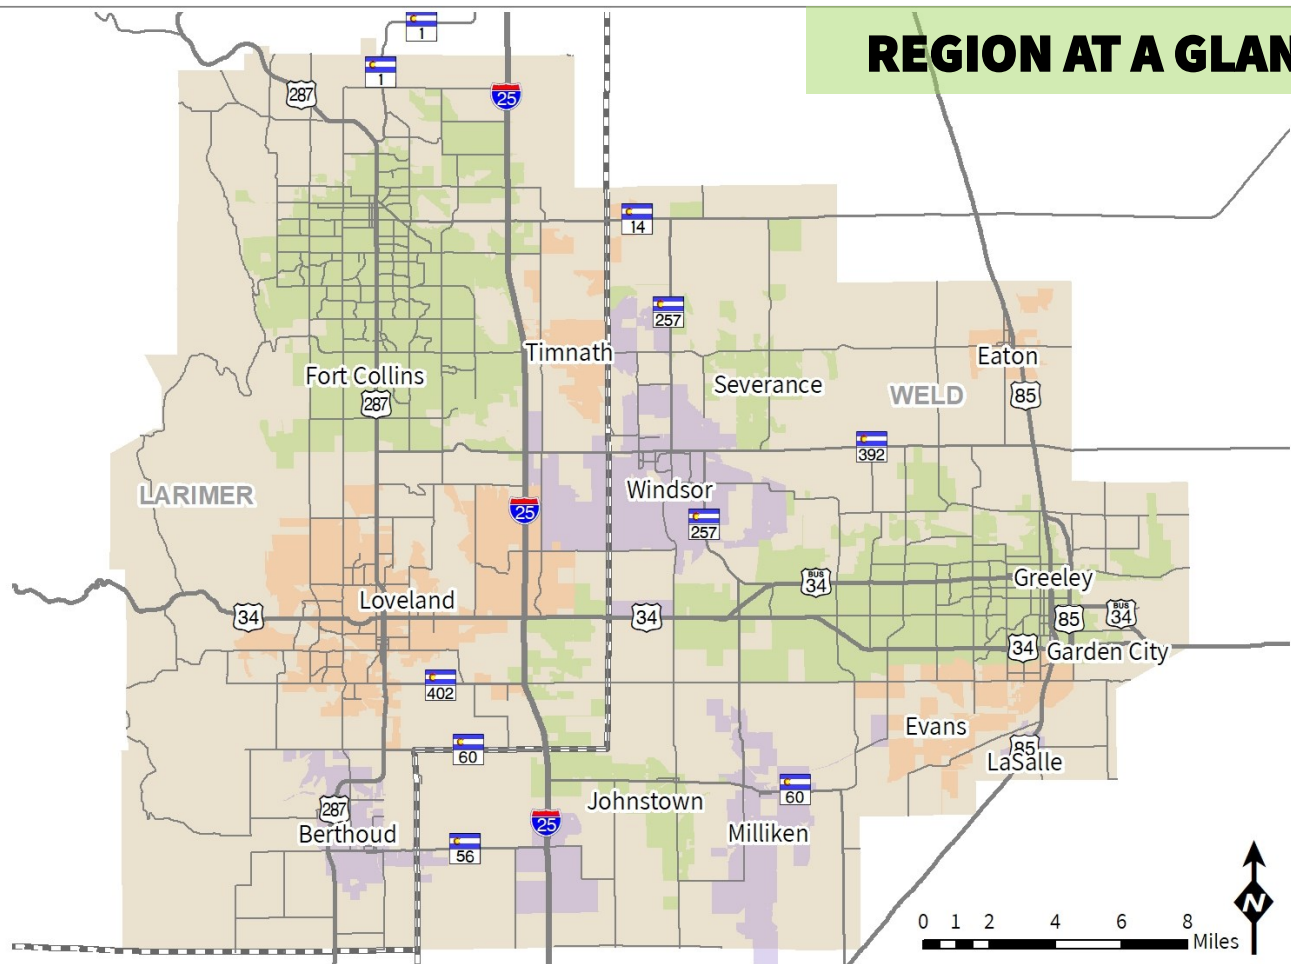 1
REGION AT A GLAN
1
287
25
14
257
Timnath
Eaton
Fort Collins
Severance
287
WELD
85
392
LARIMER
Windsor
25
257
Greeley
BUS
34
Loveland
34
34
85
BUS
34
34
Garden City
402
Evans
60
85
LaSalle
60
Johnstown
287
25
Berthoud
Milliken
56
0 1 2 4 6 8
Miles
N